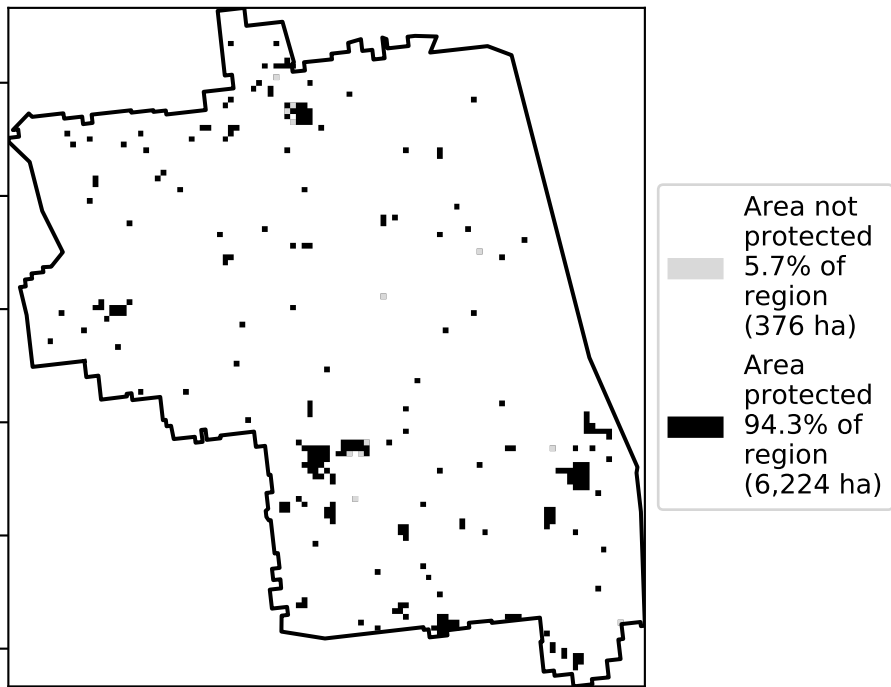 Area not
protected
5.7% of
region
(376 ha)
Area
protected
94.3% of
region
(6,224 ha)